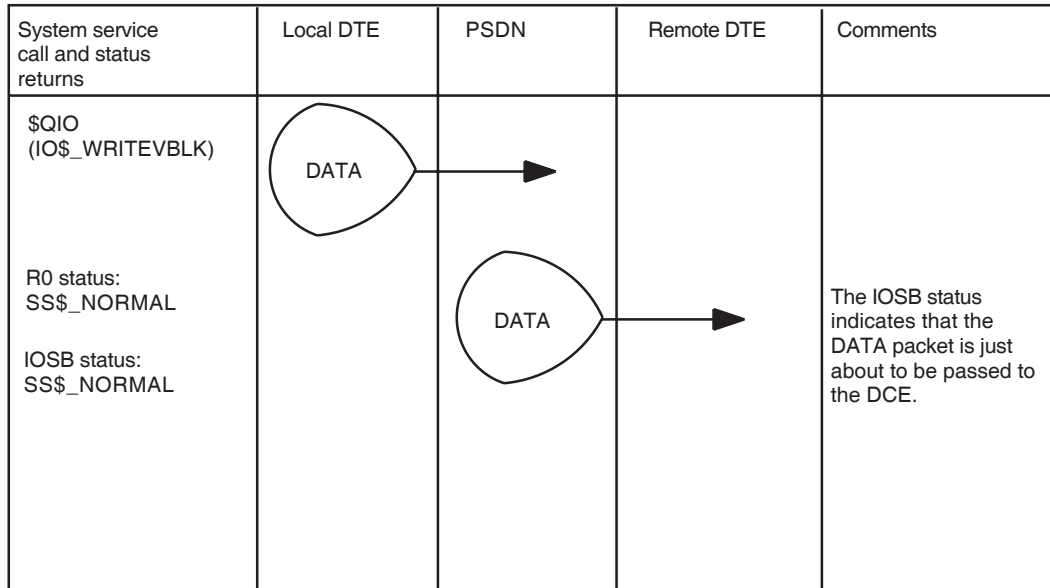 System service
call and status
returns
Local DTE
PSDN
Remote DTE
Comments
$QIO
(IO$_WRITEVBLK)
DATA
R0 status:
SS$_NORMAL
IOSB status:
SS$_NORMAL
DATA
The IOSB status
indicates that the
DATA packet is just
about to be passed to
the DCE.